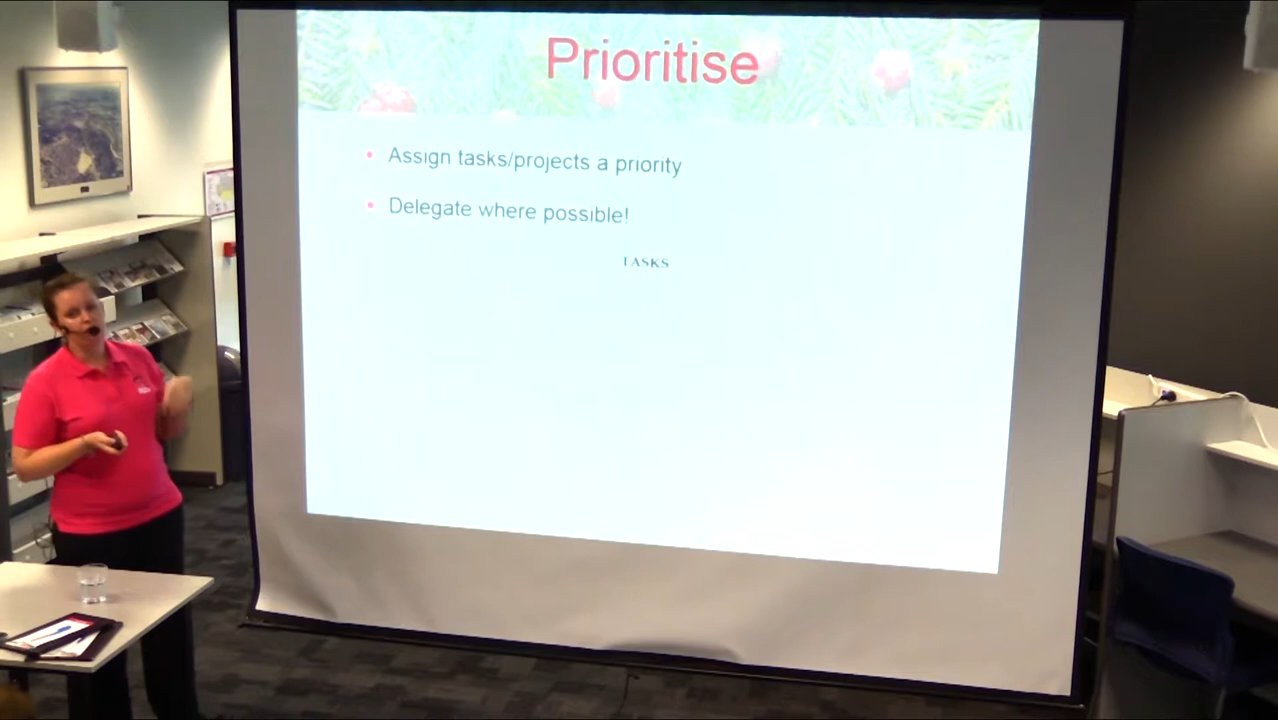 Prioritise
Assign tasks/projects a priority
Delegate where possible!
TASKS